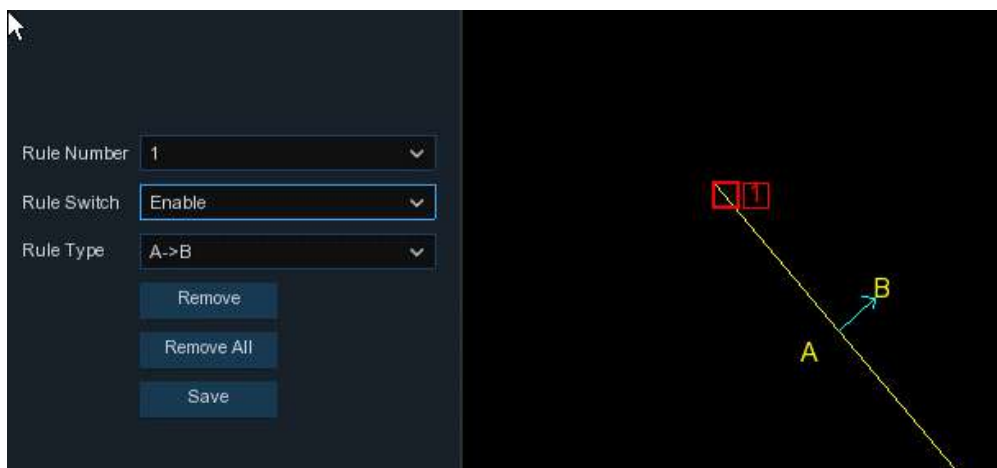 Rule Number 1
Rule Switch Enable
Rule Type A->B
Remove
Remove All
Save
1
B
A